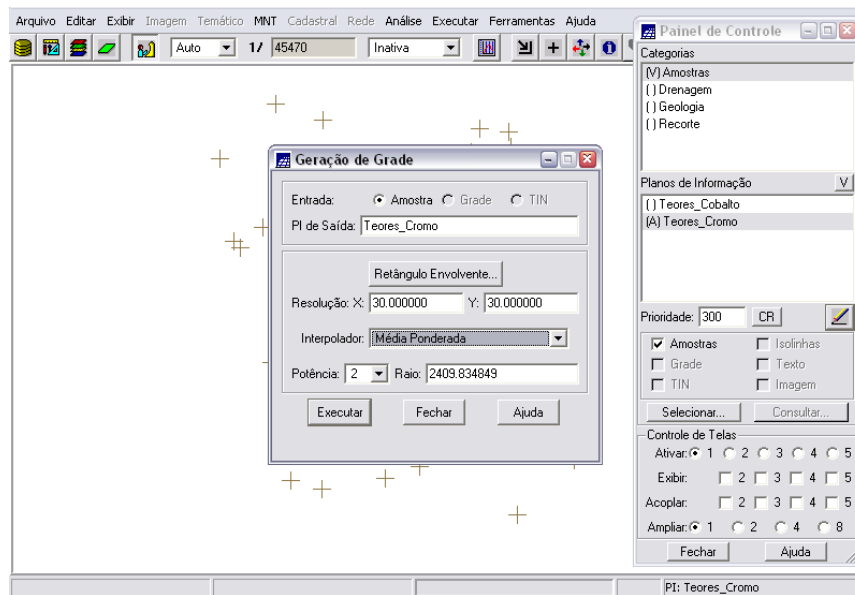 Arquivo Editar Exibir Imagem Temático MNT Cadastral Rede Análise Executar Ferramentas Ajuda
Auto 1/ 45470 Inativa
Painel de Controle
Categorias
(V) Amostras
( ) Drenagem
( ) Geologia
( ) Recorte
Planos de Informação V
( ) Teores_Cobalto
(A) Teores_Cromo
Prioridade: 300 CR
Amostras Isolinhas
Grade Texto
TIN Imagem
Selecionar... Consultar...
Controle de Telas
Ativar: 1 2 3 4 5
Exibir: 2 3 4 5
Acoplar: 2 3 4 5
Ampliar: 1 2 4 8
Fechar Ajuda
Geração de Grade
Entrada: Amostra Grade TIN
PI de Saída: Teores_Cromo
Retângulo Envolvente...
Resolução: X: 30.000000 Y: 30.000000
Interpolador: Média Ponderada
Potência: 2 Raio: 2409.834849
Executar Fechar Ajuda
PI: Teores_Cromo